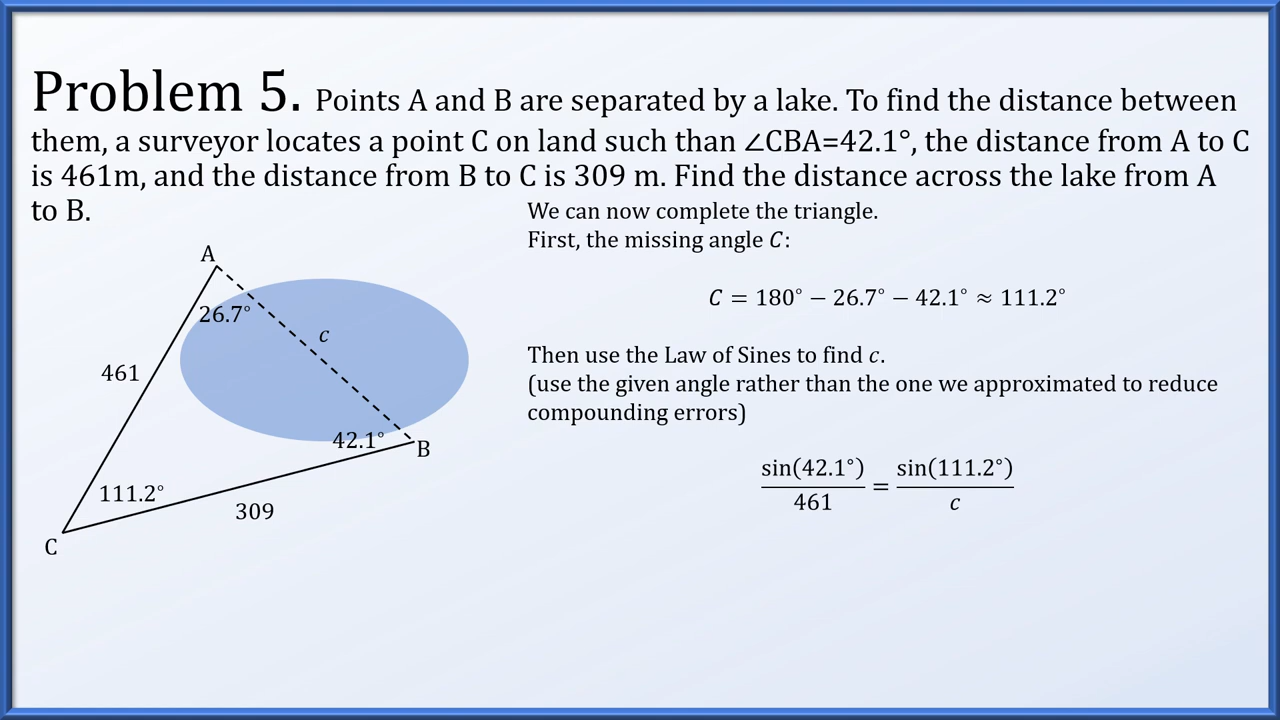 Problem 5. Points A and B are separated by a lake. To find the distance between
them, a surveyor locates a point C on land such than ∠CBA=42.1°, the distance from A to C
is 461m, and the distance from B to C is 309 m. Find the distance across the lake from A
to B.
We can now complete the triangle.
First, the missing angle C:
C = 180° − 26.7° − 42.1° ≈ 111.2°
Then use the Law of Sines to find c.
(use the given angle rather than the one we approximated to reduce
compounding errors)
sin(42.1°)/461 = sin(111.2°)/c
A
26.7°
c
461
42.1°
B
111.2°
309
C